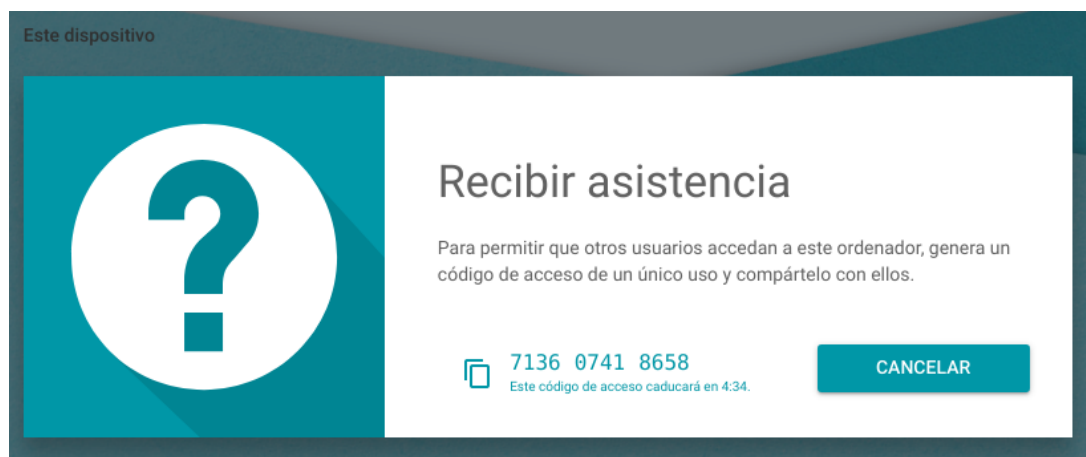 Este dispositivo
Recibir asistencia
Para permitir que otros usuarios accedan a este ordenador, genera un
código de acceso de un único uso y compártelo con ellos.
7136 0741 8658
Este código de acceso caducará en 4:34.
CANCELAR